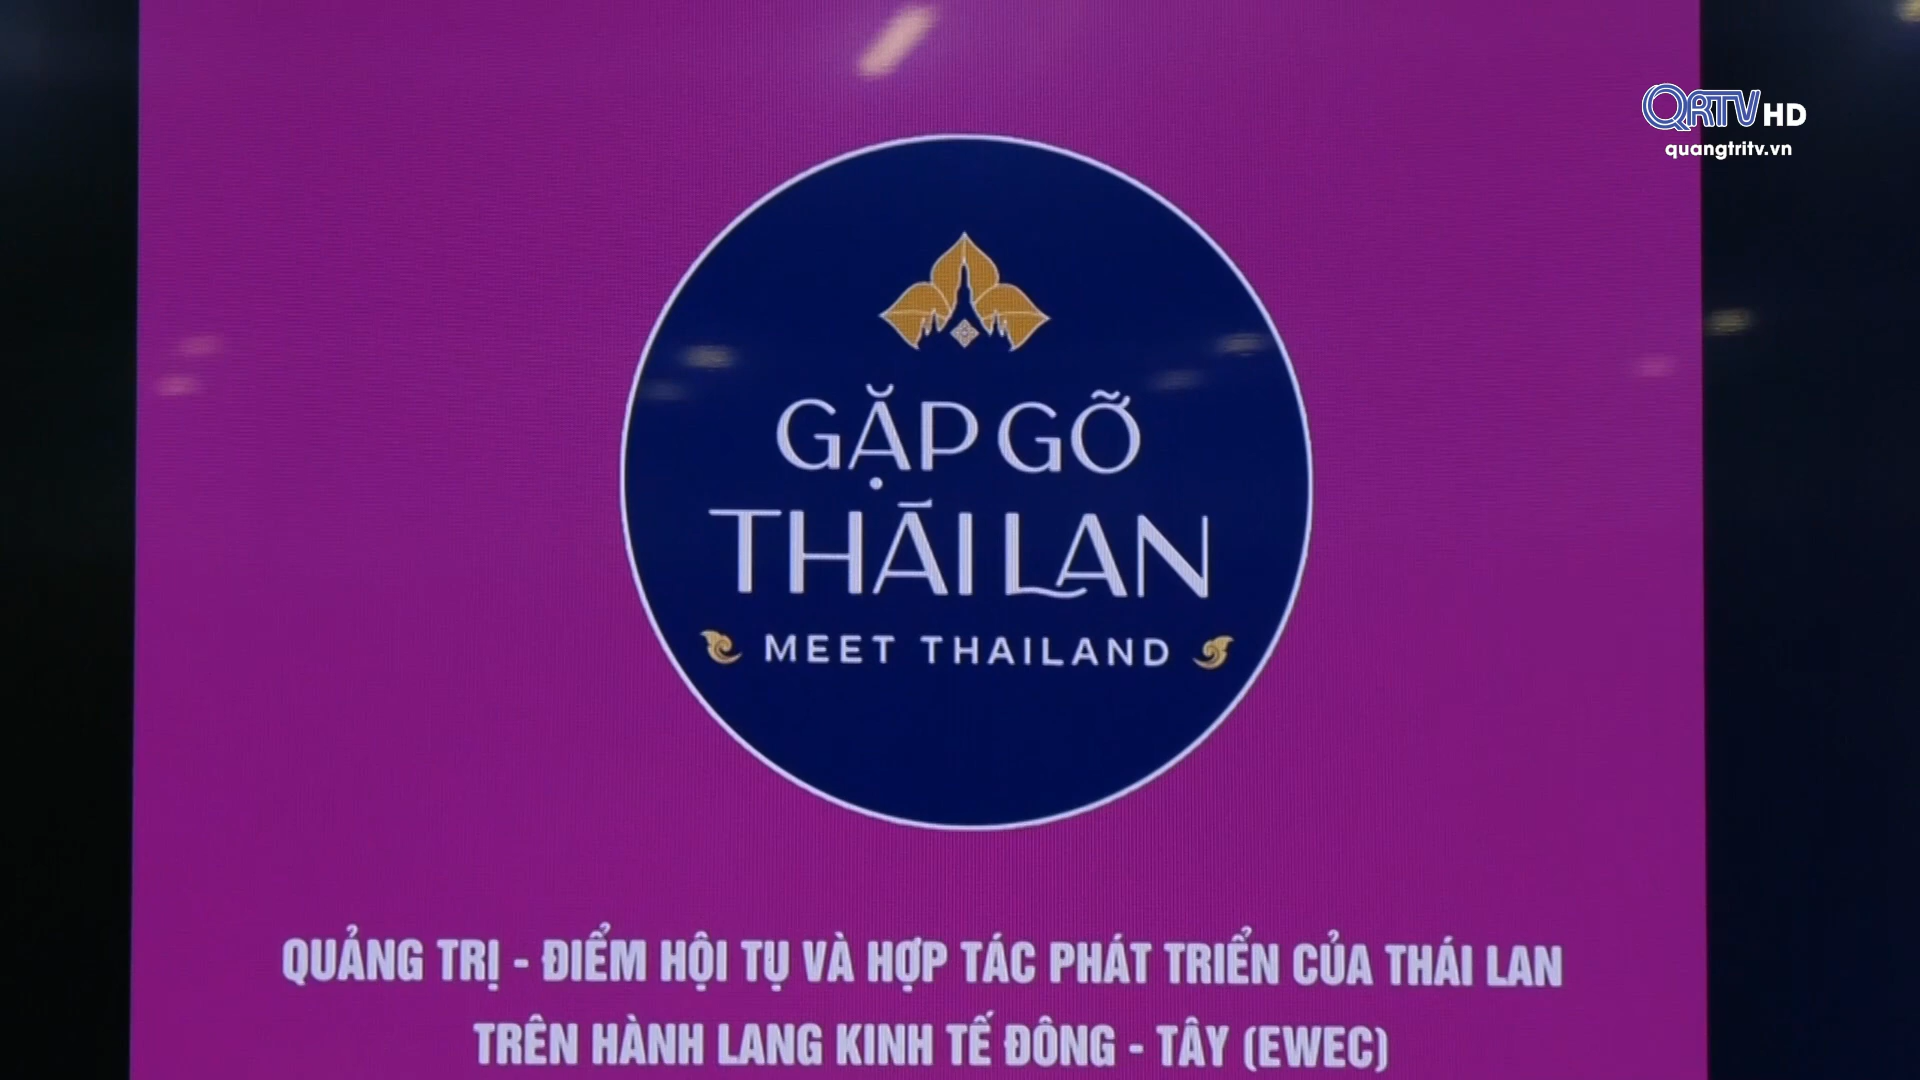 QRTV HD
quangtritv.vn
GẶP GỠ
THÁI LAN
MEET THAILAND
QUẢNG TRỊ - ĐIỂM HỘI TỤ VÀ HỢP TÁC PHÁT TRIỂN CỦA THÁI LAN
TRÊN HÀNH LANG KINH TẾ ĐÔNG - TÂY (EWEC)